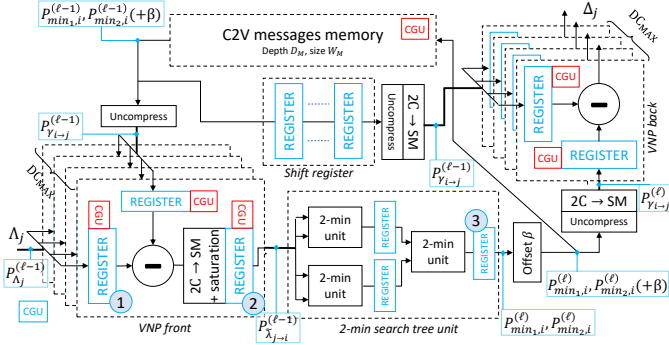 P_{min_1,i}^{(ℓ-1)}, P_{min_2,i}^{(ℓ-1)}(+β)
C2V messages memory
Depth D_M, size W_M
CGU
Δ_j
DC_MAX
REGISTER
CGU
CGU
REGISTER
VNP back
Uncompress
P_{γ_{i→j}}^{(ℓ-1)}
REGISTER
REGISTER
Shift register
Uncompress
2C → SM
P_{γ_{i→j}}^{(ℓ-1)}
P_{γ_{i→j}}^{(ℓ)}
2C → SM
Uncompress
DC_MAX
REGISTER
CGU
Λ_j
P_{Λ_j}^{(ℓ-1)}
CGU
CGU
REGISTER
1
2C → SM
+ saturation
CGU
REGISTER
2
VNP front
P_{λ̃_{j→i}}^{(ℓ-1)}
2-min
unit
REGISTER
2-min
unit
REGISTER
2-min
unit
3
REGISTER
2-min search tree unit
Offset β
P_{min_1,i}^{(ℓ)}, P_{min_2,i}^{(ℓ)}
P_{min_1,i}^{(ℓ)}, P_{min_2,i}^{(ℓ)}(+β)